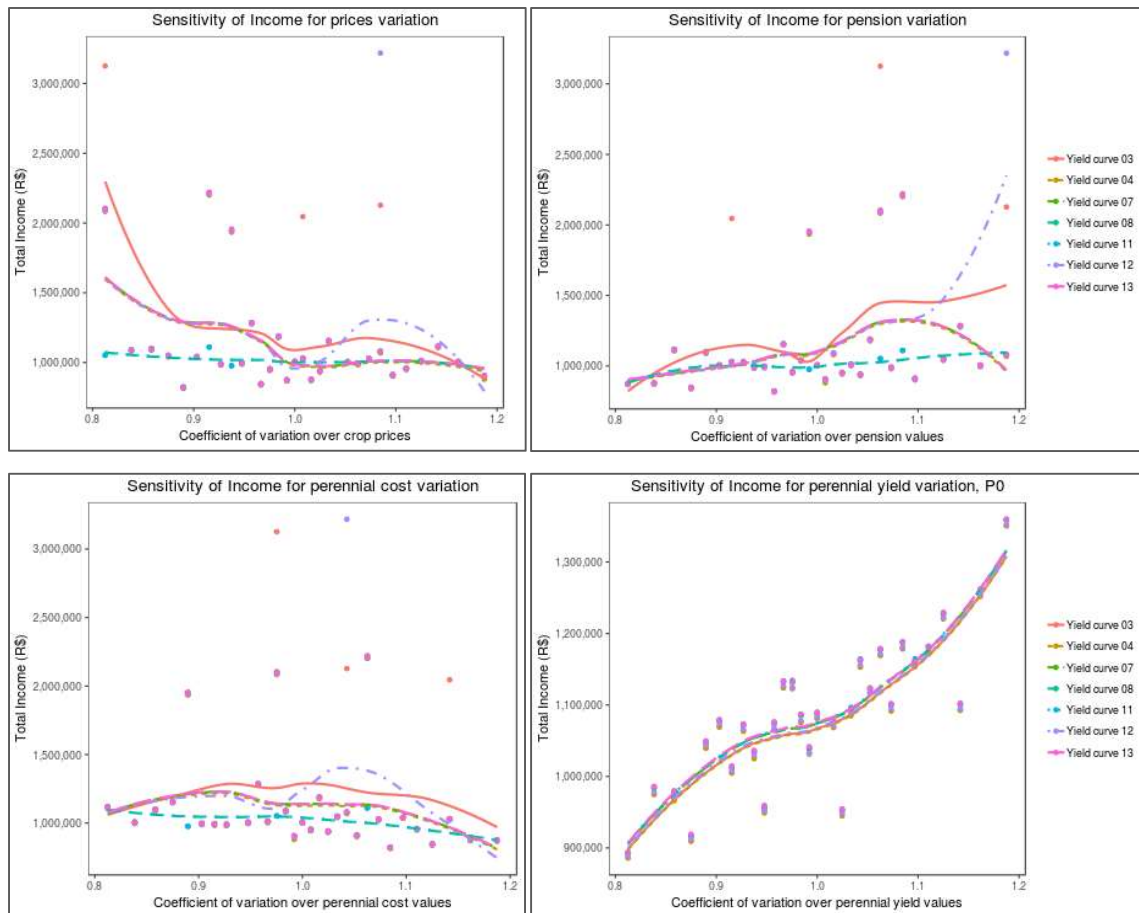 Sensitivity of Income for prices variation
3,000,000
2,500,000
2,000,000
1,500,000
1,000,000
Total Income (R$)
0.8 0.9 1.0 1.1 1.2
Coefficient of variation over crop prices
Sensitivity of Income for pension variation
3,000,000
2,500,000
2,000,000
1,500,000
1,000,000
Total Income (R$)
0.8 0.9 1.0 1.1 1.2
Coefficient of variation over pension values
Yield curve 03
Yield curve 04
Yield curve 07
Yield curve 08
Yield curve 11
Yield curve 12
Yield curve 13
Sensitivity of Income for perennial cost variation
3,000,000
2,500,000
2,000,000
1,500,000
1,000,000
Total Income (R$)
0.8 0.9 1.0 1.1 1.2
Coefficient of variation over perennial cost values
Sensitivity of Income for perennial yield variation, P0
1,300,000
1,200,000
1,100,000
1,000,000
900,000
Total Income (R$)
0.8 0.9 1.0 1.1 1.2
Coefficient of variation over perennial yield values
Yield curve 03
Yield curve 04
Yield curve 07
Yield curve 08
Yield curve 11
Yield curve 12
Yield curve 13